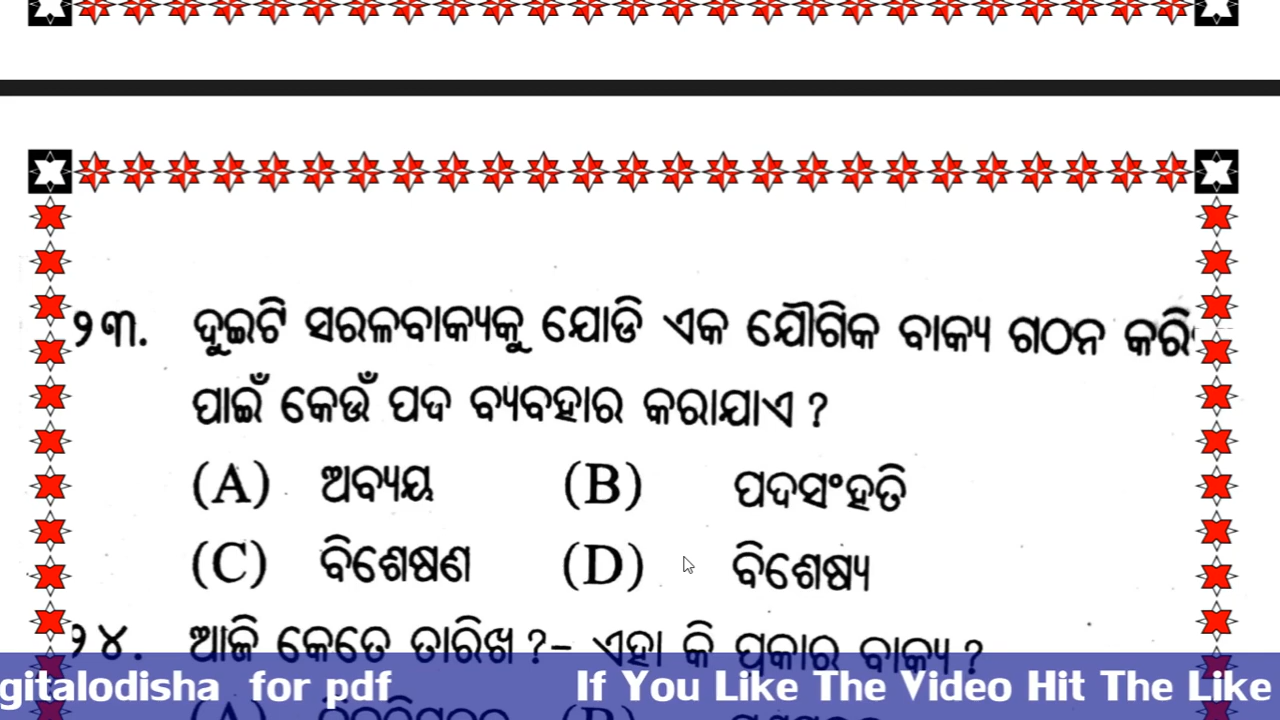 ୨୩. ଦୁଇଟି ସରଳବାକ୍ୟକୁ ଯୋଡି ଏକ ଯୌଗିକ ବାକ୍ୟ ଗଠନ କରି
ପାଇଁ କେଉଁ ପଦ ବ୍ୟବହାର କରାଯାଏ ?
(A) ଅବ୍ୟୟ (B) ପଦସଂହତି
(C) ବିଶେଷଣ (D) ବିଶେଷ୍ୟ
୨୪. ଆଜି କେତେ ତାରିଖ ?– ଏହା କି ପ୍ରକାର ବାକ୍ୟ ?
gitalodisha for pdf If You Like The Video Hit The Like
(A) (B)